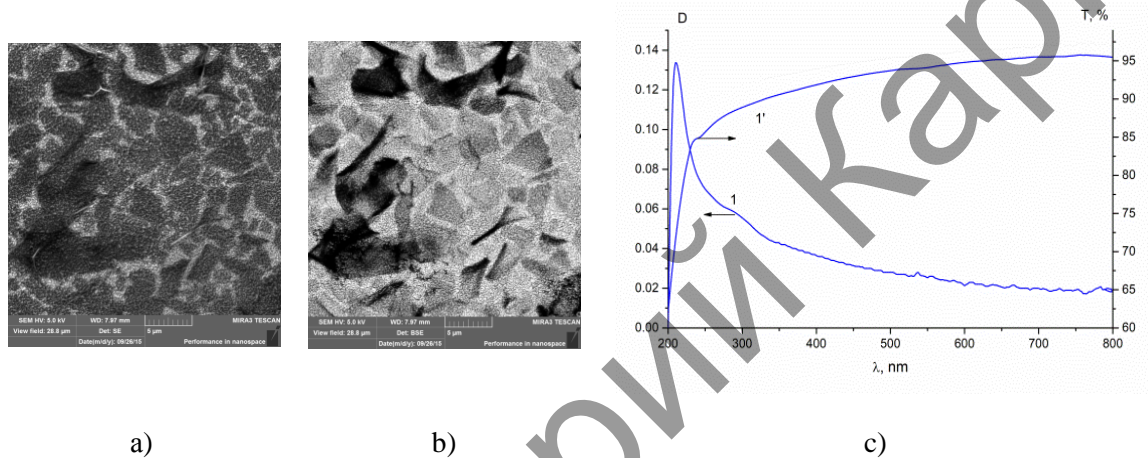 SEM HV: 5.0 kV WD: 7.97 mm MIRA3 TESCAN
View field: 28.8 µm Det: SE 5 µm
Date(m/d/y): 09/26/15 Performance in nanospace
SEM HV: 5.0 kV WD: 7.97 mm MIRA3 TESCAN
View field: 28.8 µm Det: BSE 5 µm
Date(m/d/y): 09/26/15 Performance in nanospace
D T, %
0.14
0.12
0.10
0.08
0.06
0.04
0.02
0.00
1'
1
95
90
85
80
75
70
65
60
200 300 400 500 600 700 800
λ, nm
a) b) c)
рий Кар